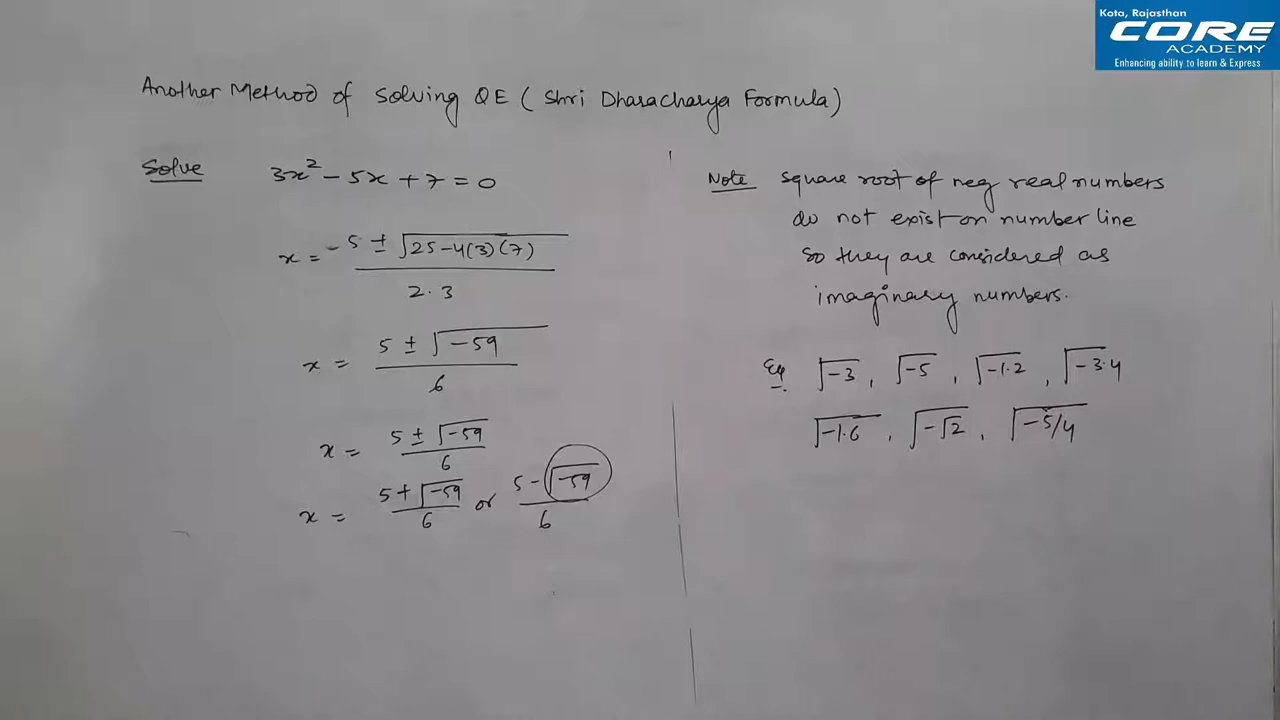 Kota, Rajasthan
CORE
ACADEMY
Enhancing ability to learn & Express
Another Method of Solving QE ( Shri Dharacharya Formula)
Solve 3x² - 5x + 7 = 0
x = -5 ± √25-4(3)(7) / 2.3
x = 5 ± √-59 / 6
x = 5 ± √-59 / 6
x = 5 + √-59 / 6 or 5 - √-59 / 6
Note square root of neg real numbers
do not exist on number line
so they are considered as
imaginary numbers.
Eg. √-3, √-5, √-1.2, √-3.4
√-1.6, √-√2, √-5/4